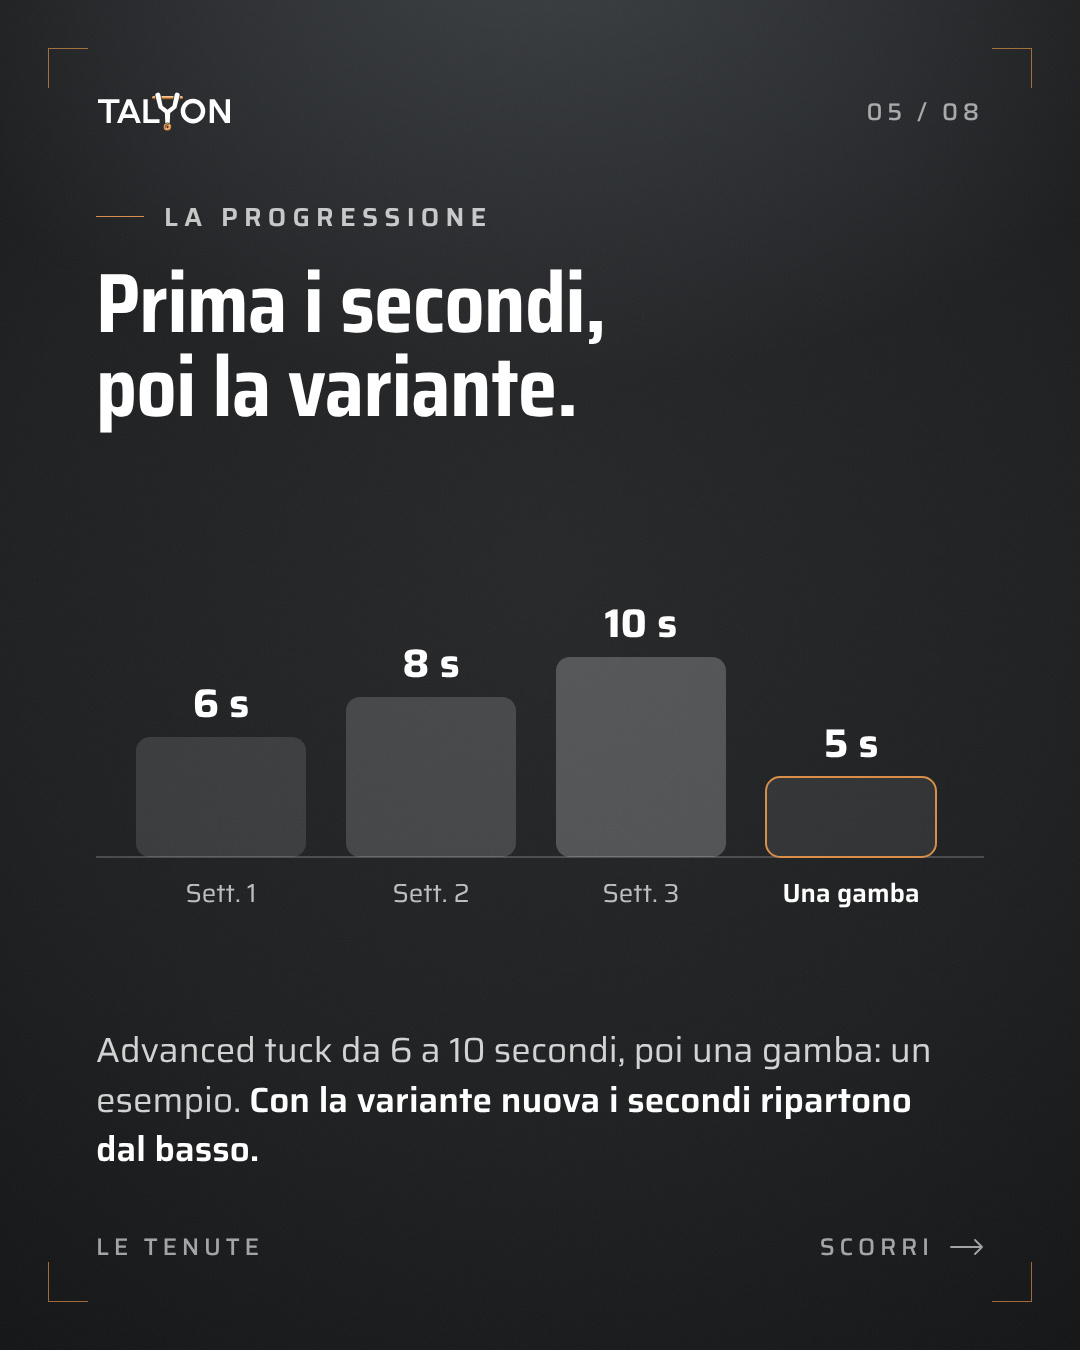 TALYON
05 / 08
LA PROGRESSIONE
Prima i secondi,
poi la variante.
6 s
8 s
10 s
5 s
Sett. 1
Sett. 2
Sett. 3
Una gamba
Advanced tuck da 6 a 10 secondi, poi una gamba: un
esempio. Con la variante nuova i secondi ripartono
dal basso.
LE TENUTE
SCORRI →